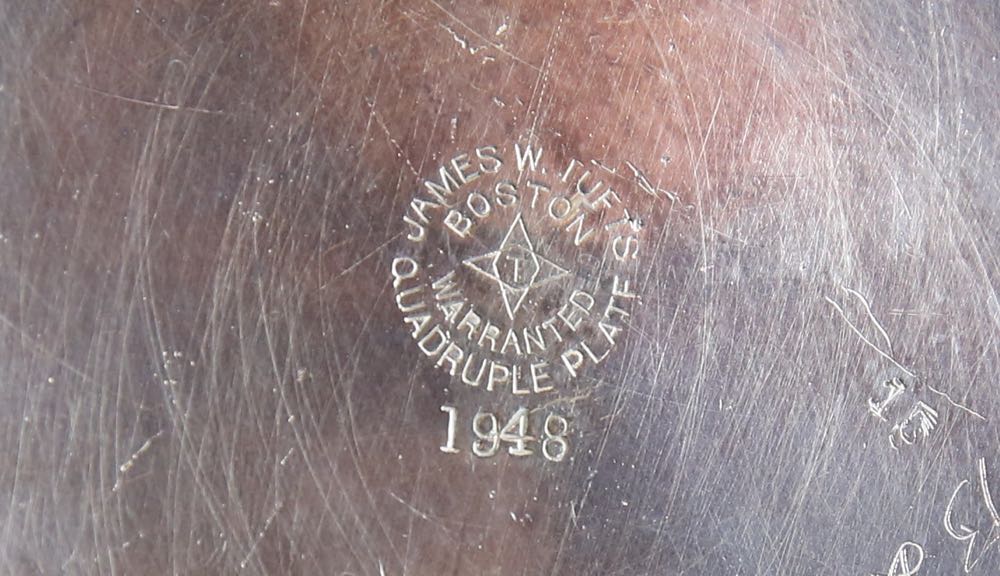 JAMES W. TUFTS
BOSTON
T
WARRANTED
QUADRUPLE PLATE
1948